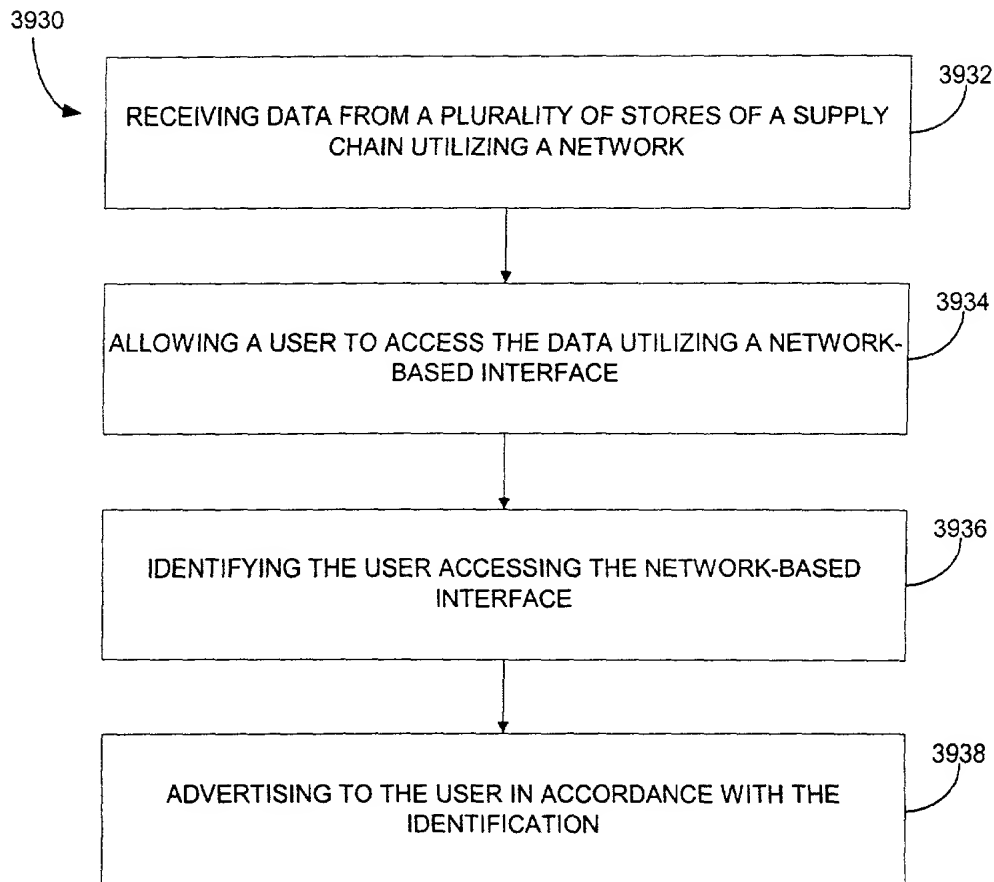 3930
3932
RECEIVING DATA FROM A PLURALITY OF STORES OF A SUPPLY
CHAIN UTILIZING A NETWORK
3934
ALLOWING A USER TO ACCESS THE DATA UTILIZING A NETWORK-
BASED INTERFACE
3936
IDENTIFYING THE USER ACCESSING THE NETWORK-BASED
INTERFACE
3938
ADVERTISING TO THE USER IN ACCORDANCE WITH THE
IDENTIFICATION